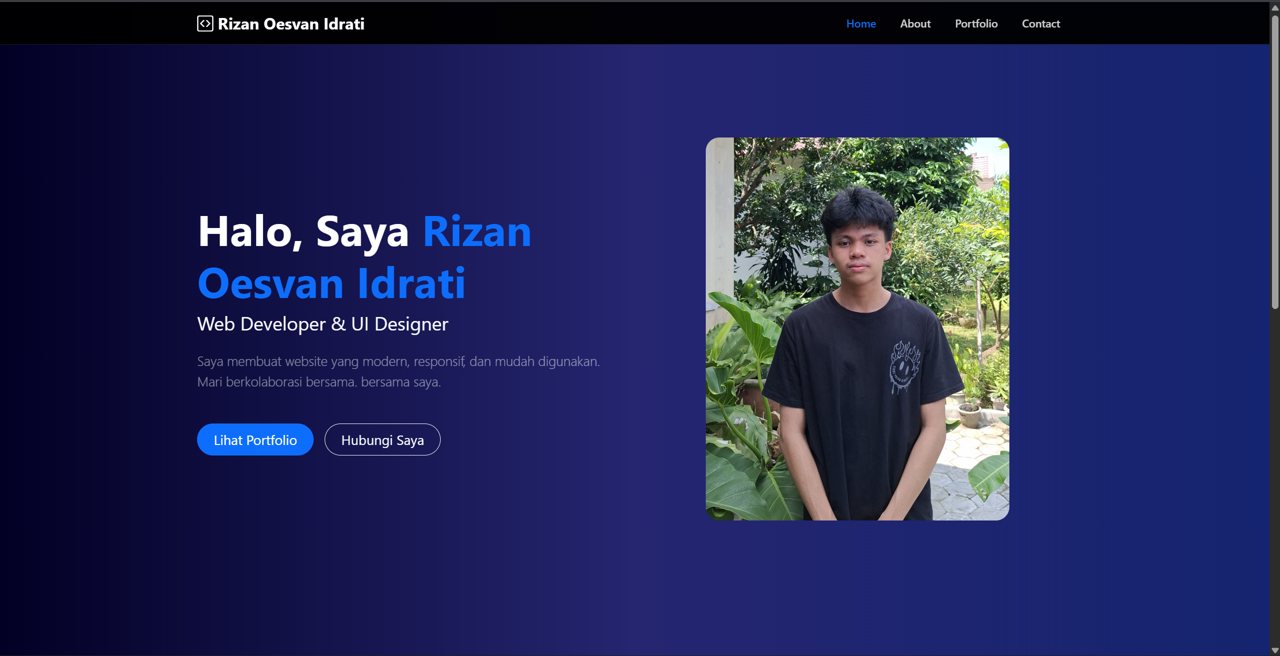 Rizan Oesvan Idrati
Home About Portfolio Contact
Halo, Saya Rizan
Oesvan Idrati
Web Developer & UI Designer
Saya membuat website yang modern, responsif, dan mudah digunakan.
Mari berkolaborasi bersama. bersama saya.
Lihat Portfolio
Hubungi Saya